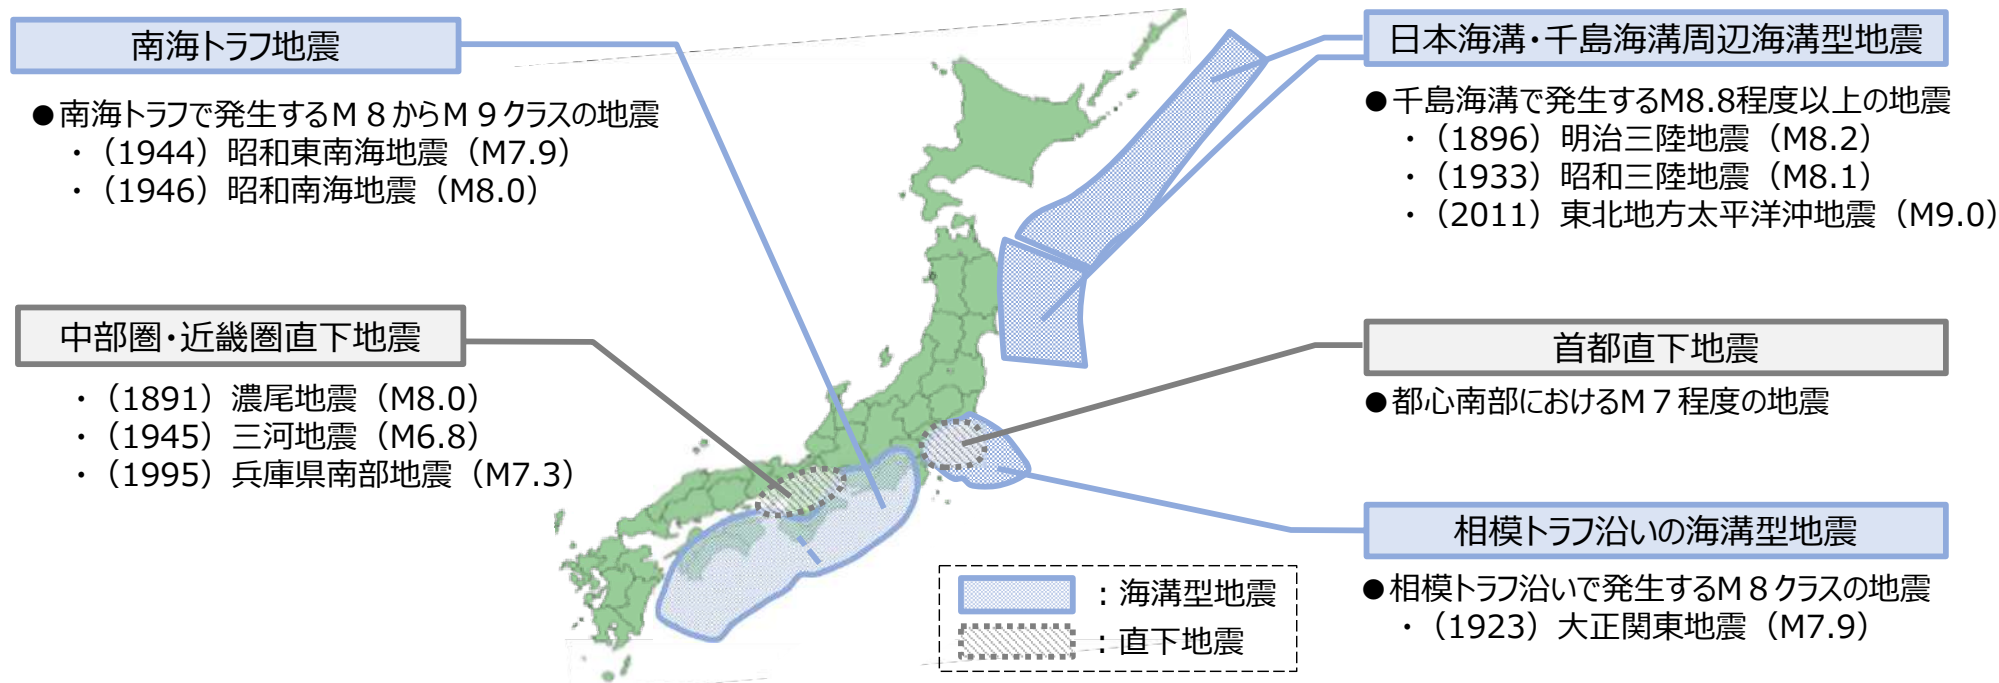 南海トラフ地震
●南海トラフで発生するM８からM９クラスの地震
・（1944）昭和東南海地震（M7.9）
・（1946）昭和南海地震（M8.0）
中部圏・近畿圏直下地震
・（1891）濃尾地震（M8.0）
・（1945）三河地震（M6.8）
・（1995）兵庫県南部地震（M7.3）
日本海溝・千島海溝周辺海溝型地震
●千島海溝で発生するM8.8程度以上の地震
・（1896）明治三陸地震（M8.2）
・（1933）昭和三陸地震（M8.1）
・（2011）東北地方太平洋沖地震（M9.0）
首都直下地震
●都心南部におけるM７程度の地震
相模トラフ沿いの海溝型地震
●相模トラフ沿いで発生するM８クラスの地震
・（1923）大正関東地震（M7.9）
：海溝型地震
：直下地震